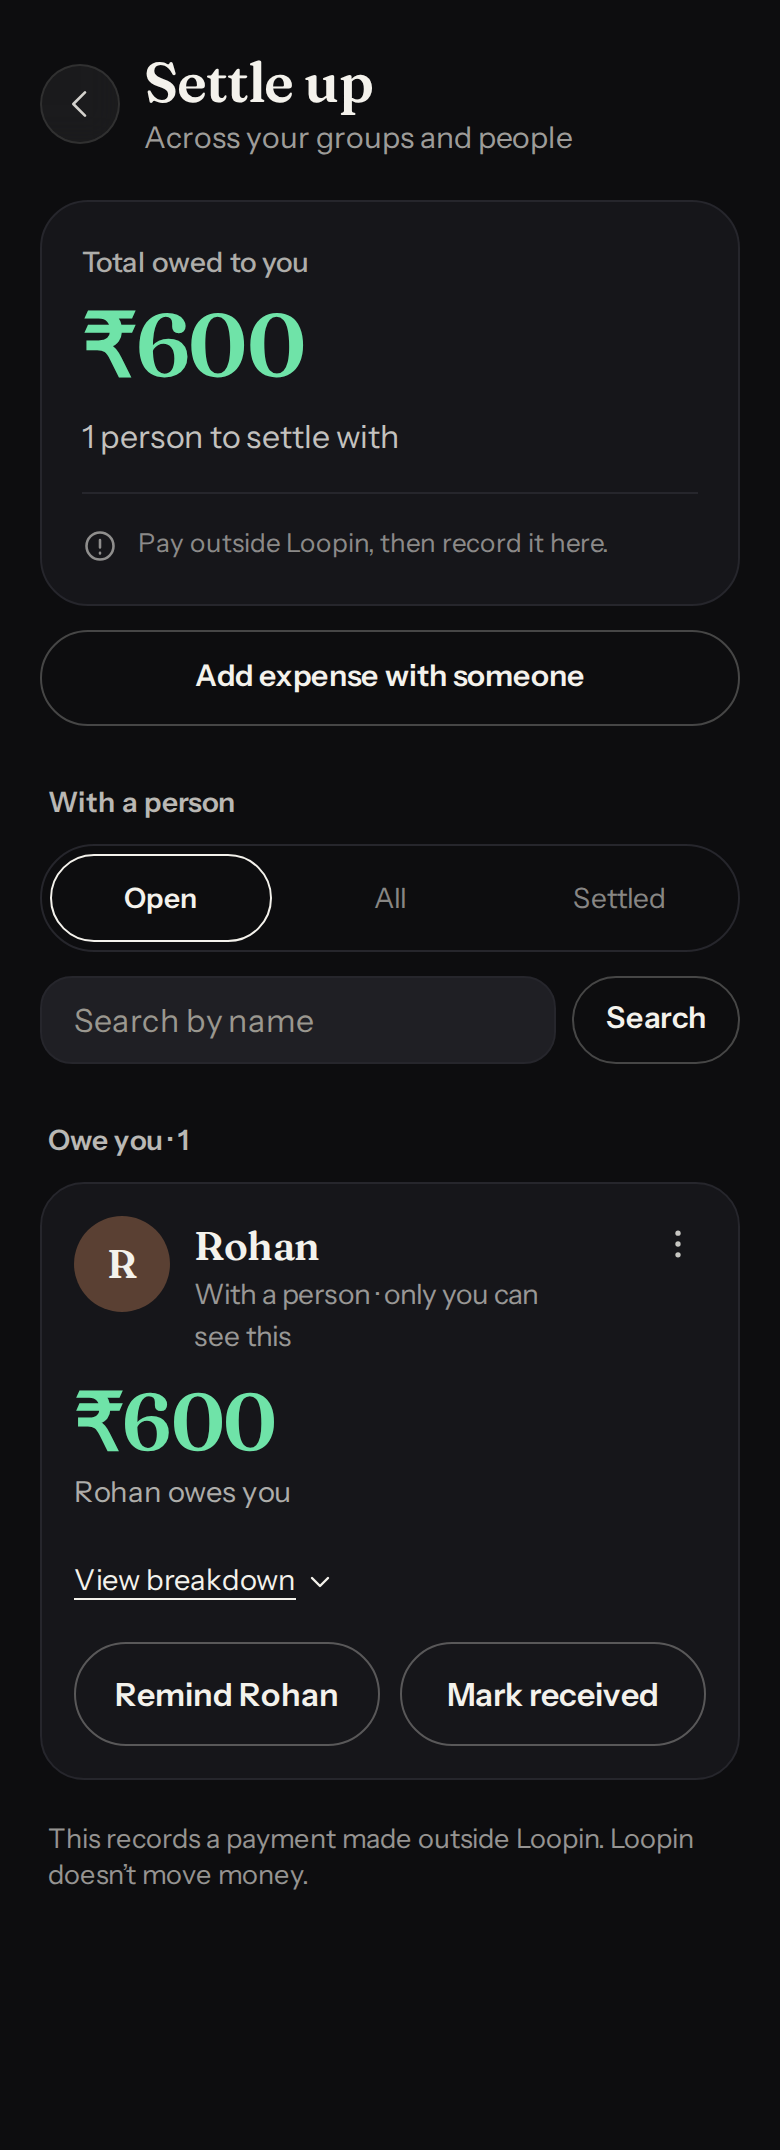 Settle up
Across your groups and people
Total owed to you
₹600
1 person to settle with
Pay outside Loopin, then record it here.
Add expense with someone
With a person
Open
All
Settled
Search by name
Search
Owe you · 1
R
Rohan
With a person · only you can
see this
₹600
Rohan owes you
View breakdown
Remind Rohan
Mark received
This records a payment made outside Loopin. Loopin
doesn’t move money.